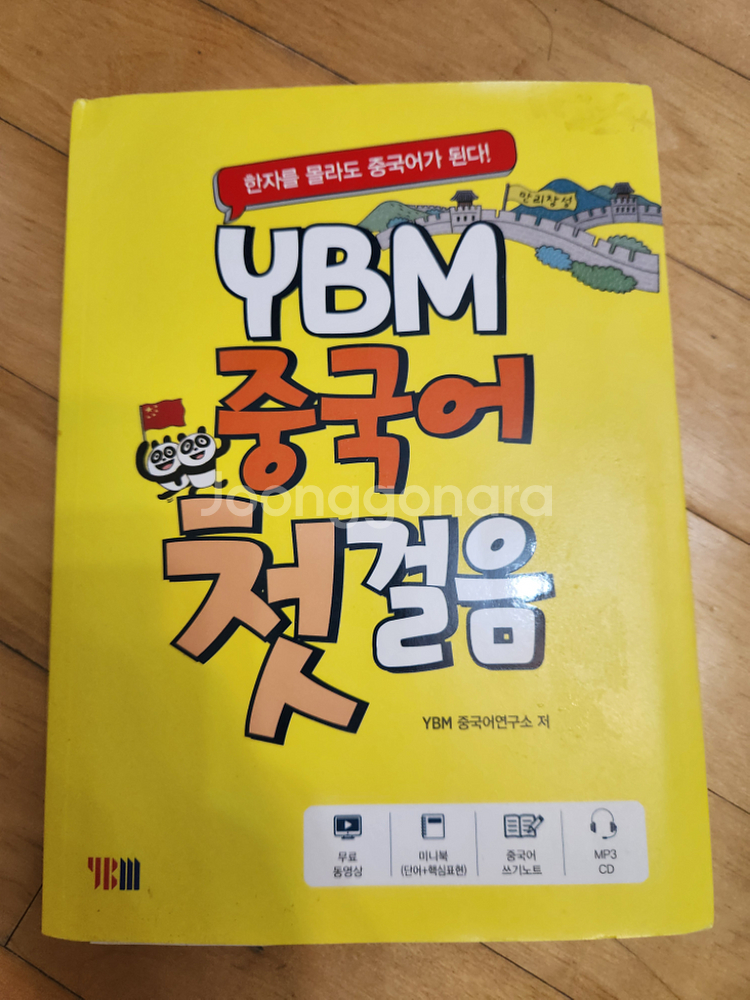 한자를 몰라도 중국어가 된다!
만리장성
YBM
중국어
첫걸음
Joonggonara
YBM 중국어연구소 저
무료
동영상
미니북
(단어+핵심표현)
중국어
쓰기노트
MP3
CD
YBM